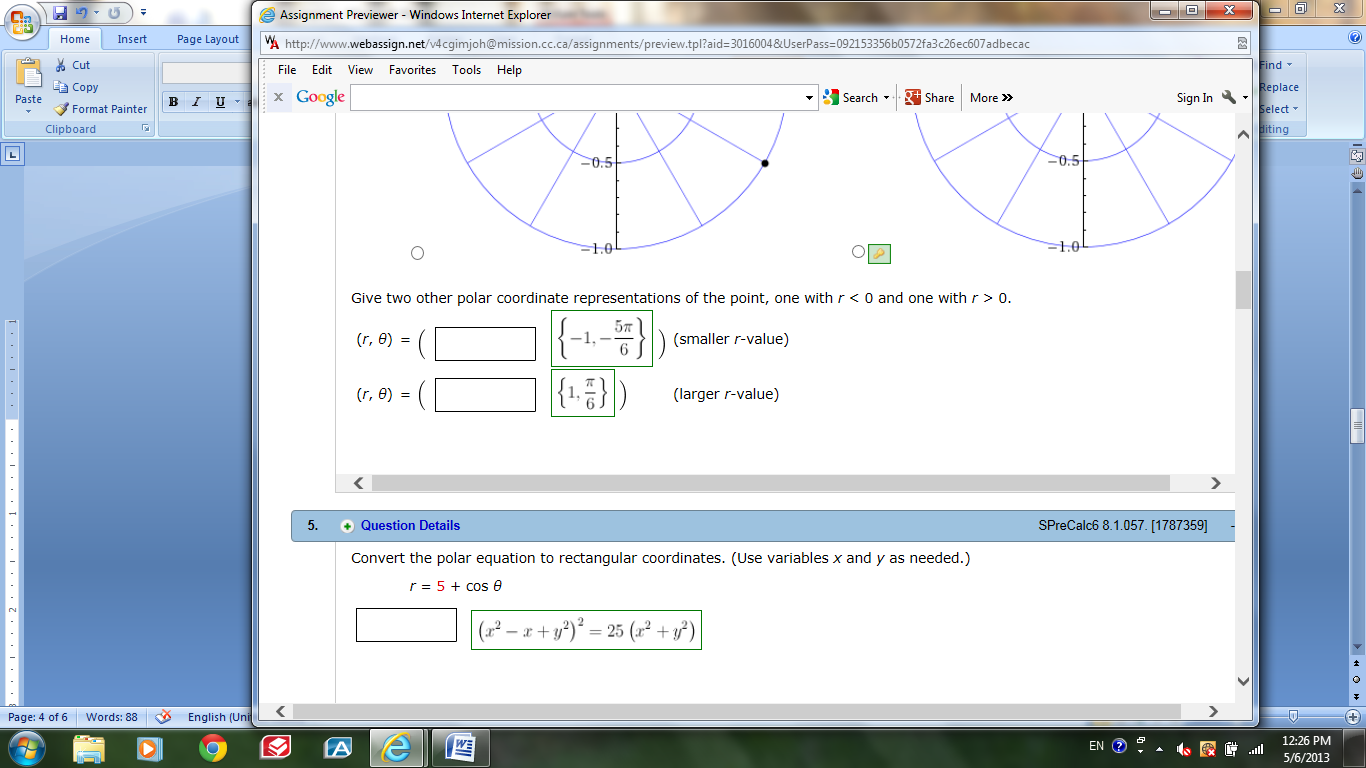 Assignment Previewer - Windows Internet Explorer
http://www.webassign.net/v4cgimjoh@mission.cc.ca/assignments/preview.tpl?aid=3016004&UserPass=092153356b0572fa3c26ec607adbecac
Home Insert Page Layout
File Edit View Favorites Tools Help
Cut
Copy
Format Painter
Paste
B I U
Clipboard
x Google Search Share More » Sign In
Find
Replace
Select
diting
−0.5 −0.5
−1.0 −1.0
Give two other polar coordinate representations of the point, one with r < 0 and one with r > 0.
(r, θ) = ( {−1, −5π/6} ) (smaller r-value)
(r, θ) = ( {1, π/6} ) (larger r-value)
5. Question Details SPreCalc6 8.1.057. [1787359] -
Convert the polar equation to rectangular coordinates. (Use variables x and y as needed.)
r = 5 + cos θ
(x² − x + y²)² = 25 (x² + y²)
Page: 4 of 6 Words: 88 English (Uni
EN 12:26 PM
5/6/2013